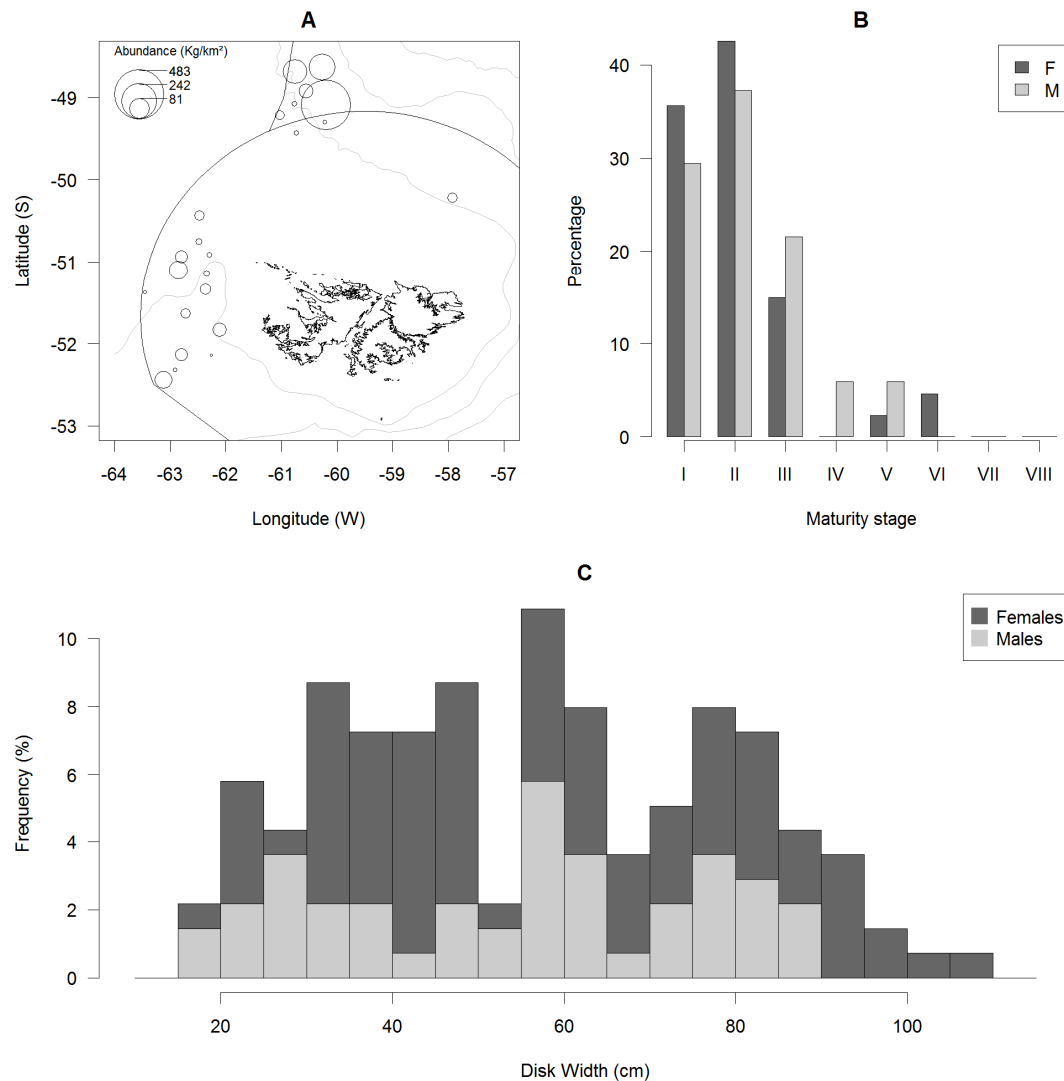 A
Abundance (Kg/km²)
483
242
81
-49
-50
-51
-52
-53
Latitude (S)
-64 -63 -62 -61 -60 -59 -58 -57
Longitude (W)
B
F
M
40
30
20
10
0
Percentage
I II III IV V VI VII VIII
Maturity stage
C
Females
Males
10
8
6
4
2
0
Frequency (%)
20 40 60 80 100
Disk Width (cm)